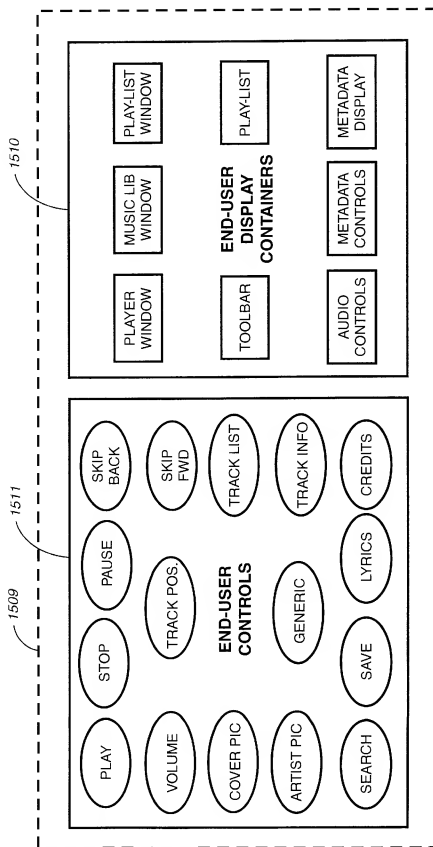 1509
1511
1510
PLAY
STOP
PAUSE
SKIP
BACK
VOLUME
TRACK POS.
SKIP
FWD
COVER PIC
END-USER
CONTROLS
TRACK LIST
ARTIST PIC
GENERIC
TRACK INFO
SEARCH
SAVE
LYRICS
CREDITS
PLAYER
WINDOW
MUSIC LIB
WINDOW
PLAY-LIST
WINDOW
TOOLBAR
END-USER
DISPLAY
CONTAINERS
PLAY-LIST
AUDIO
CONTROLS
METADATA
CONTROLS
METADATA
DISPLAY